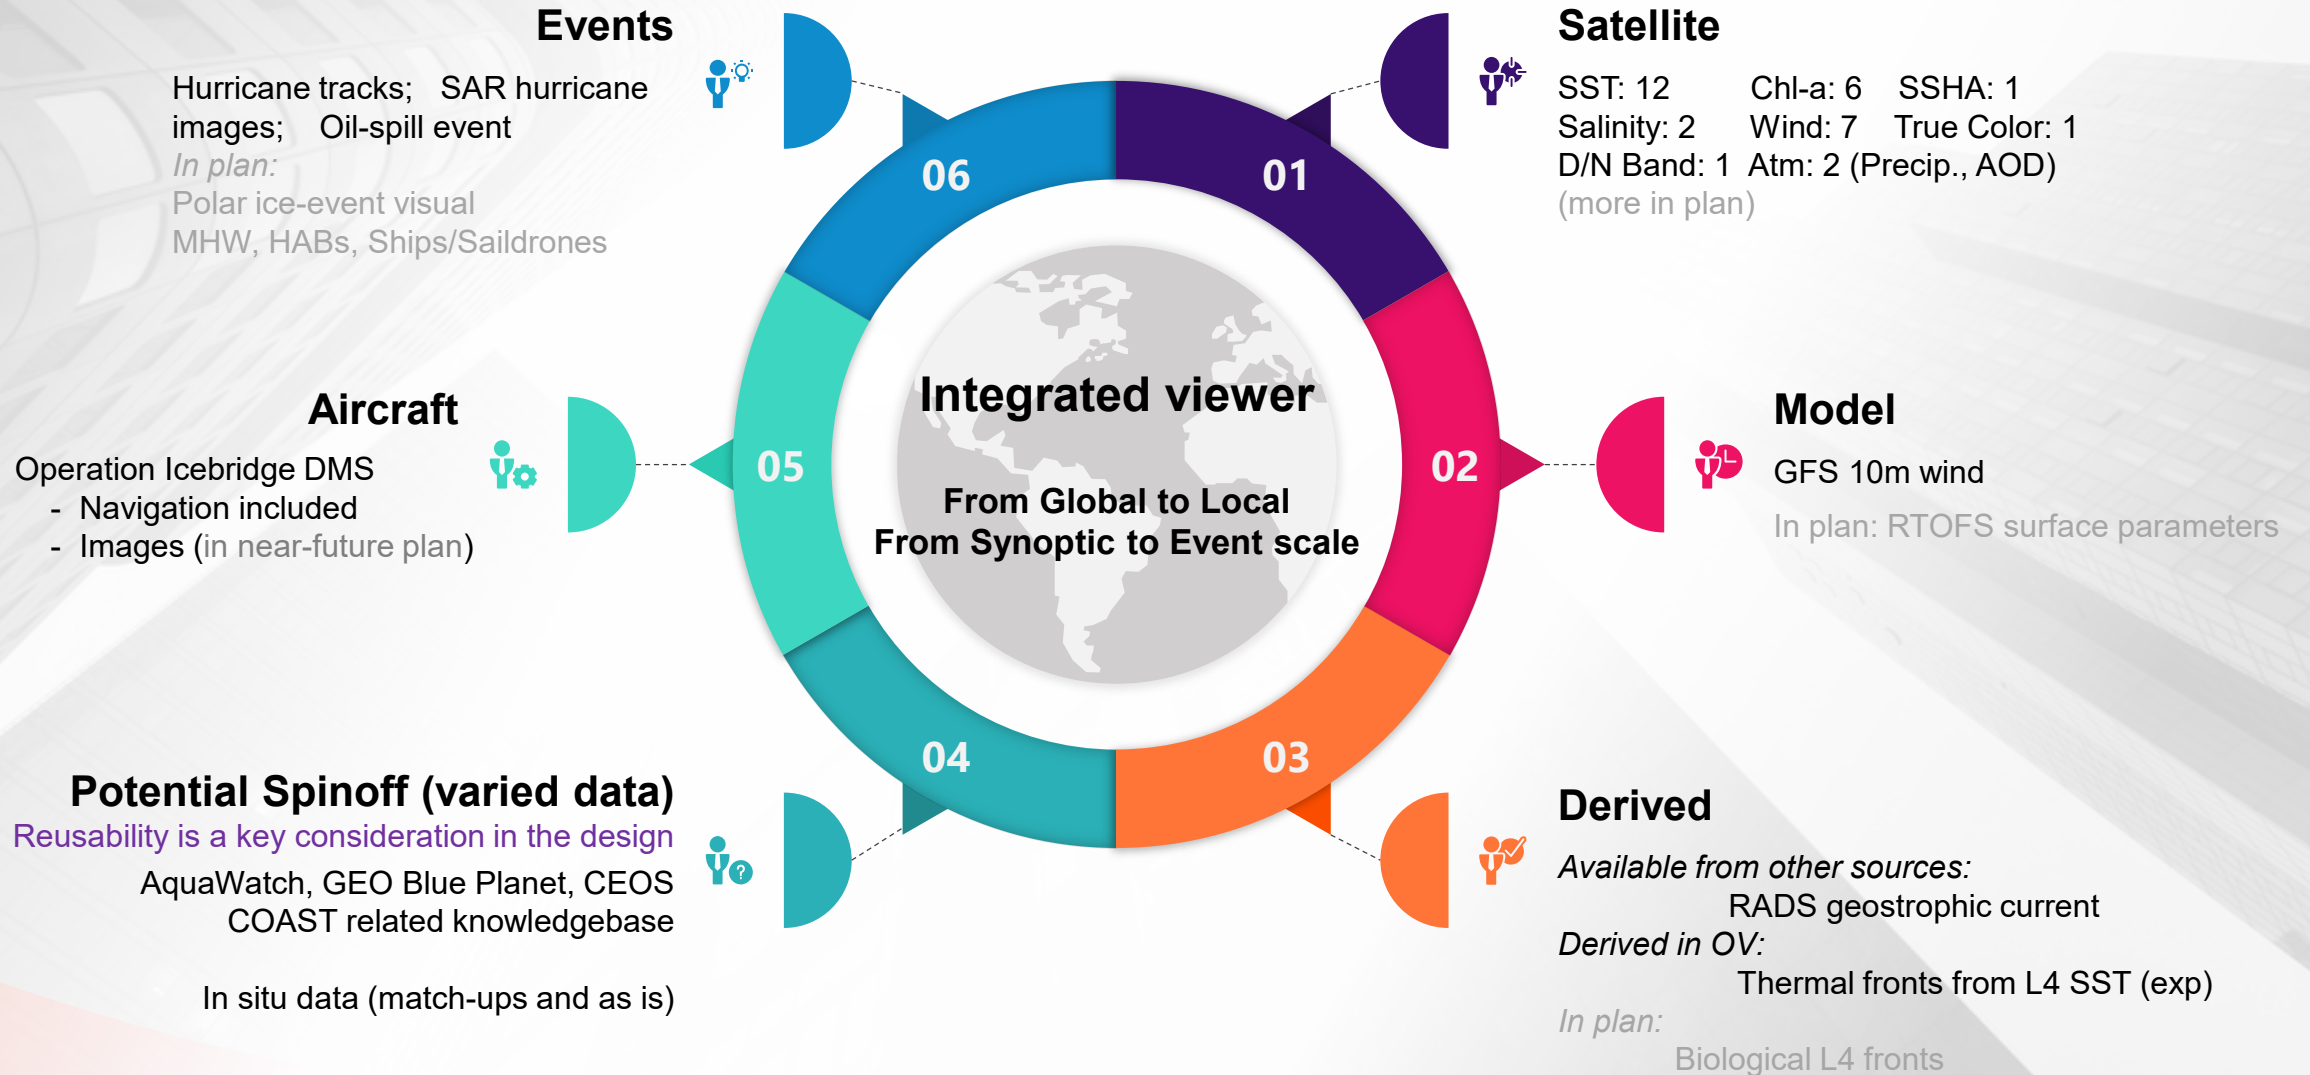 Events
Hurricane tracks; SAR hurricane
images; Oil-spill event
In plan:
Polar ice-event visual
MHW, HABs, Ships/Saildrones
Satellite
SST: 12 Chl-a: 6 SSHA: 1
Salinity: 2 Wind: 7 True Color: 1
D/N Band: 1 Atm: 2 (Precip., AOD)
(more in plan)
06
01
Aircraft
Operation Icebridge DMS
- Navigation included
- Images (in near-future plan)
05
Integrated viewer
From Global to Local
From Synoptic to Event scale
02
Model
GFS 10m wind
In plan: RTOFS surface parameters
04
03
Potential Spinoff (varied data)
Reusability is a key consideration in the design
AquaWatch, GEO Blue Planet, CEOS
COAST related knowledgebase
In situ data (match-ups and as is)
?
Derived
Available from other sources:
RADS geostrophic current
Derived in OV:
Thermal fronts from L4 SST (exp)
In plan:
Biological L4 fronts